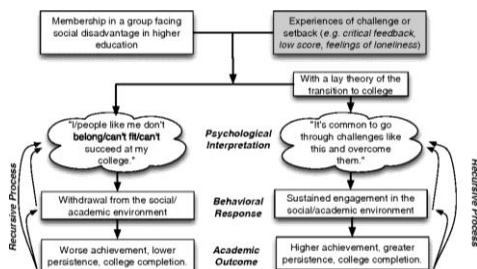 Membership in a group facing
social disadvantage in higher
education
Experiences of challenge or
setback (e.g. critical feedback,
low score, feelings of loneliness)
With a lay theory of the
transition to college
"I/people like me don't
belong/can't fit/can't
succeed at my
college."
Psychological
Interpretation
"It's common to go
through challenges like
this and overcome
them."
Withdrawal from the social/
academic environment
Behavioral
Response
Sustained engagement in the
social/academic environment
Worse achievement, lower
persistence, college completion.
Academic
Outcome
Higher achievement, greater
persistence, college completion.
Recursive Process
Recursive Process